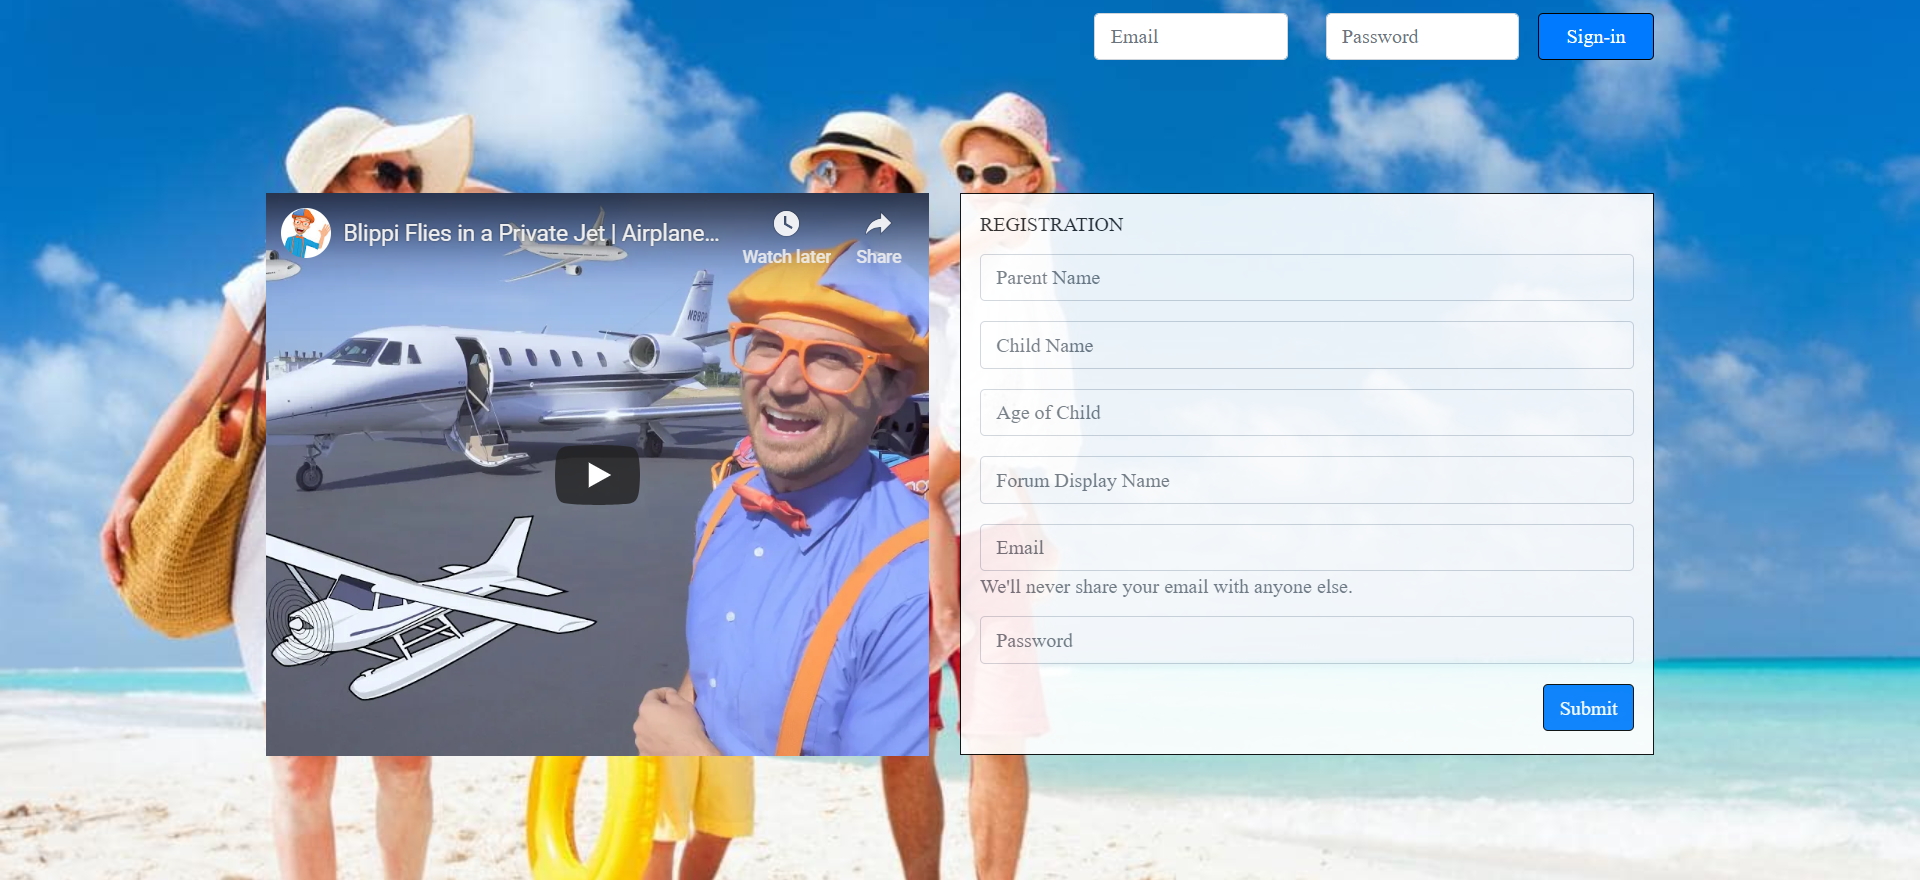 Email
Password
Sign-in
Blippi Flies in a Private Jet | Airplane...
Watch later
Share
REGISTRATION
Parent Name
Child Name
Age of Child
Forum Display Name
Email
We'll never share your email with anyone else.
Password
Submit